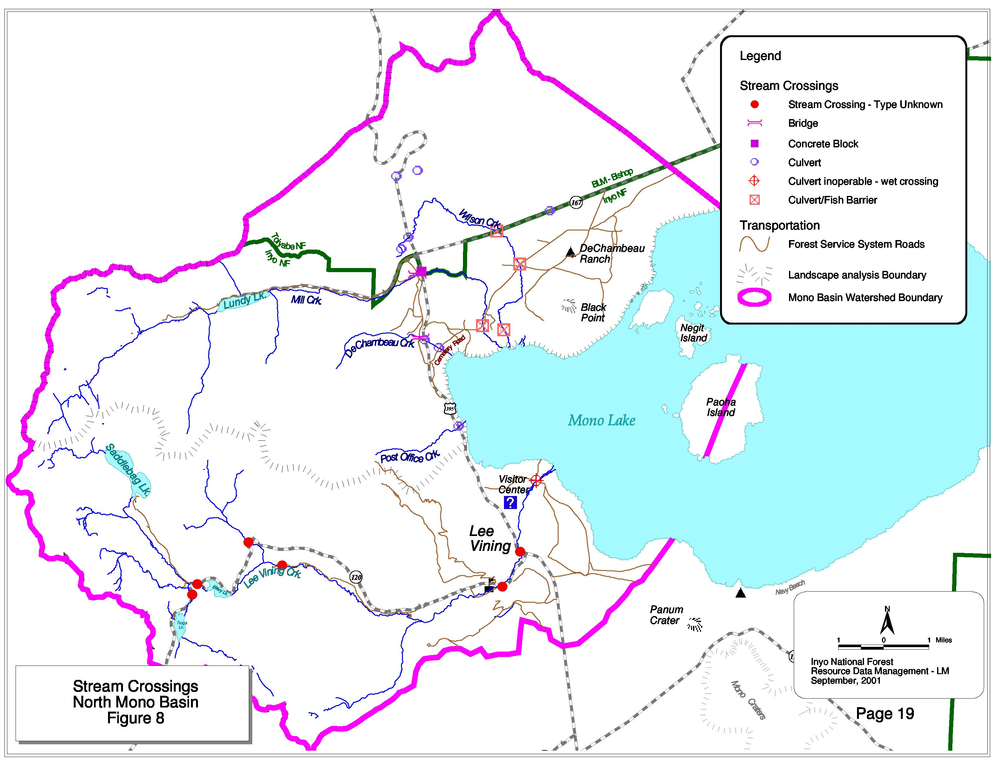 Legend
Stream Crossings
Stream Crossing - Type Unknown
Bridge
Concrete Block
Culvert
Culvert inoperable - wet crossing
Culvert/Fish Barrier
Transportation
Forest Service System Roads
Landscape analysis Boundary
Mono Basin Watershed Boundary
BLM - Bishop
Inyo NF
167
Wilson Crk.
Toiyabe NF
Inyo NF
DeChambeau
Ranch
Lundy Lk.
Mill Crk.
Black
Point
Negit
Island
DeChambeau Crk.
Cemetery Road
Paoha
Island
395
Mono Lake
Saddlebag Lk.
Post Office Crk.
Visitor
Center
?
Lee
Vining
Lee Vining Crk.
120
Ellery Lk.
Tioga
Lk.
Navy Beach
Panum
Crater
Mono Craters
N
1 0 1 Miles
Inyo National Forest
Resource Data Management - LM
September, 2001
Stream Crossings
North Mono Basin
Figure 8
Page 19